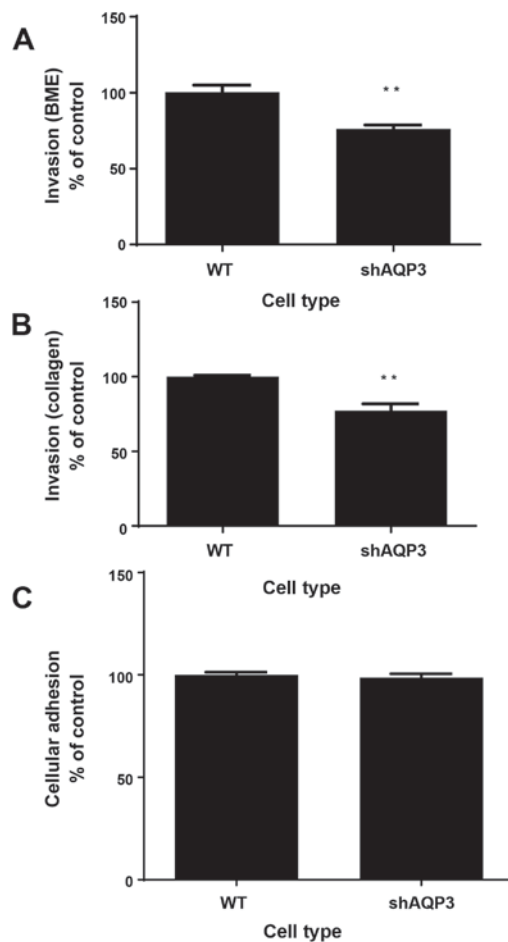 A
Invasion (BME)
% of control
150
100
50
0
**
WT
shAQP3
Cell type
B
Invasion (collagen)
% of control
150
100
50
0
**
WT
shAQP3
Cell type
C
Cellular adhesion
% of control
150
100
50
0
WT
shAQP3
Cell type